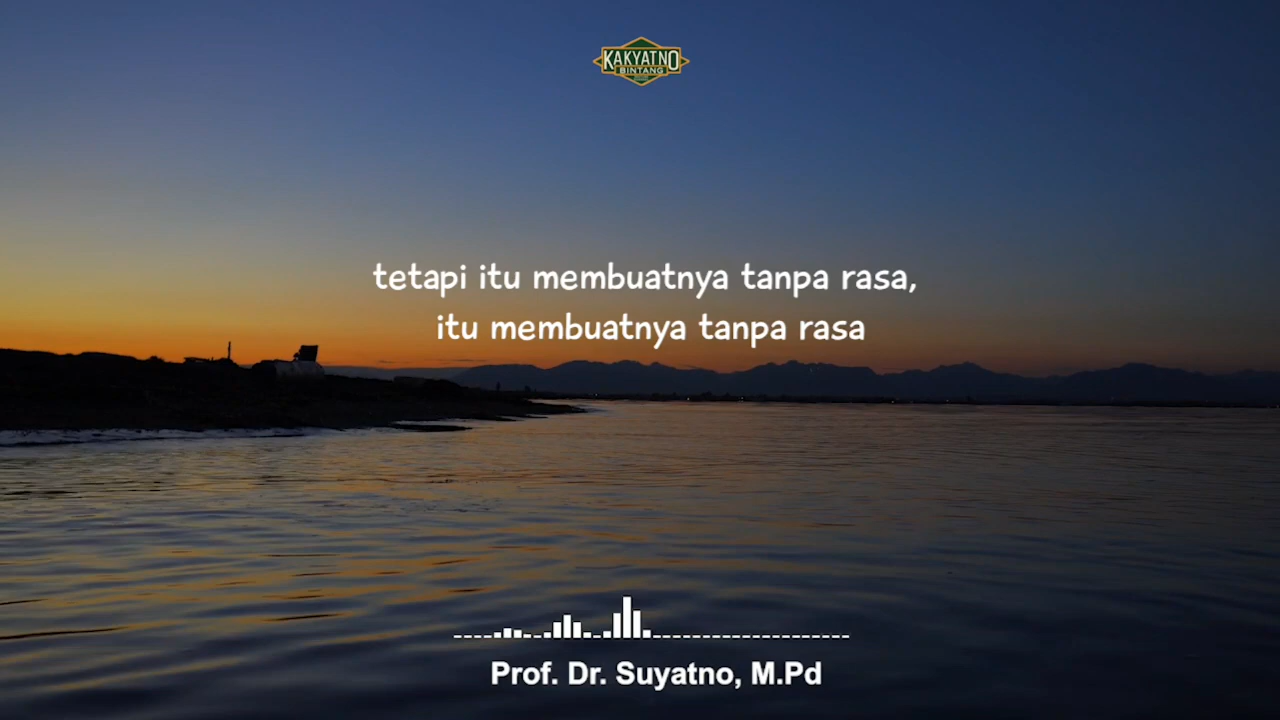 KAKYATNO
BINTANG
tetapi itu membuatnya tanpa rasa,
itu membuatnya tanpa rasa
Prof. Dr. Suyatno, M.Pd